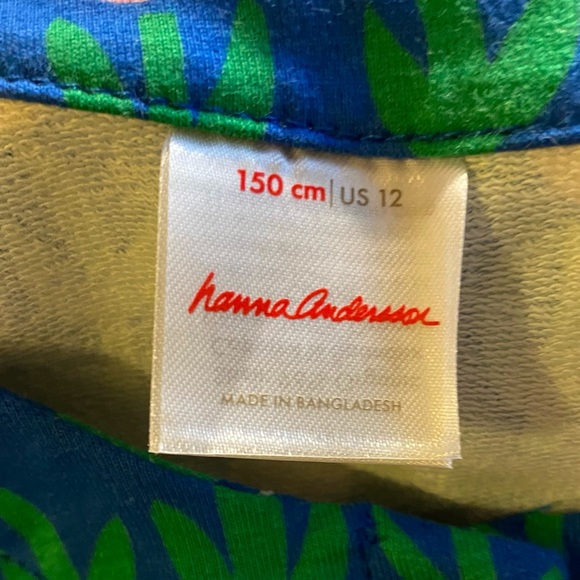 150 cm | US 12
hanna andersson
MADE IN BANGLADESH